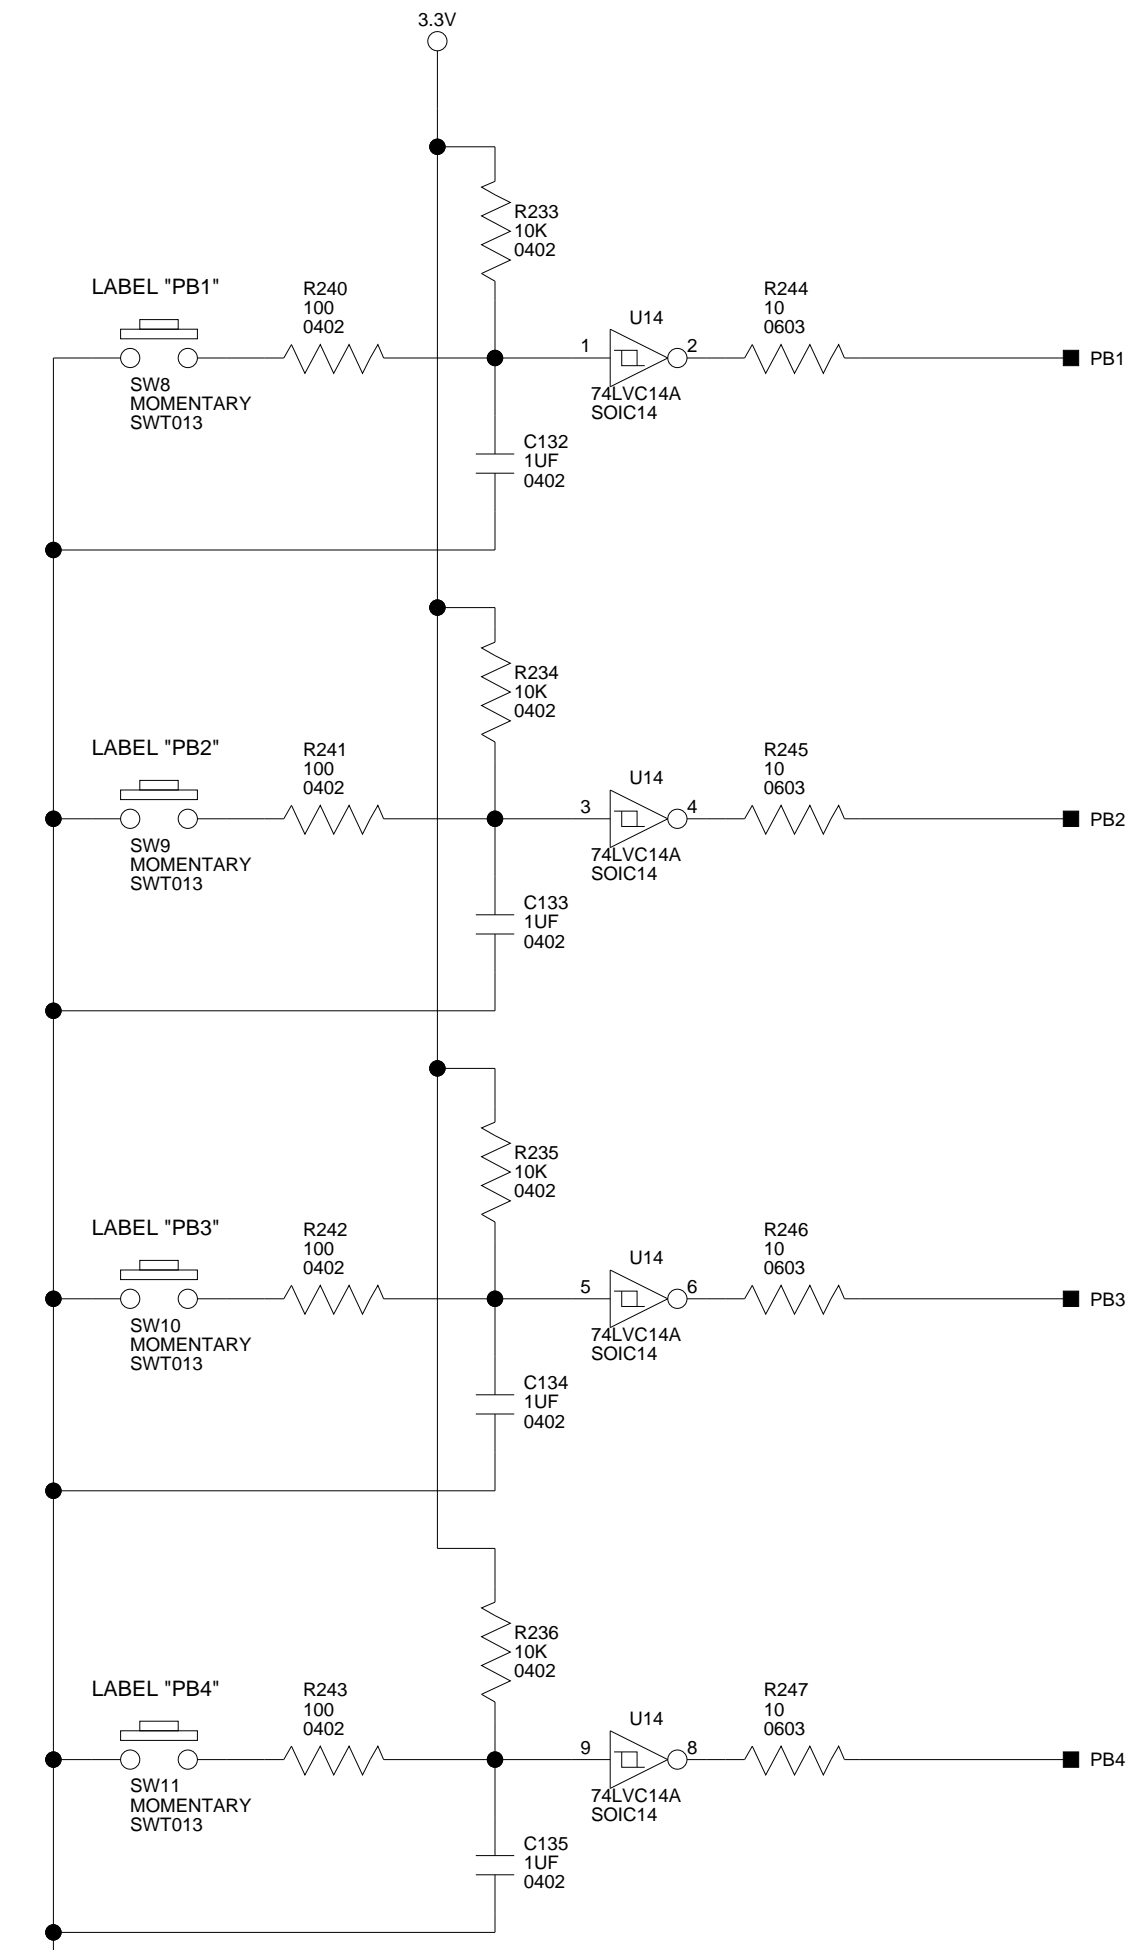 3.3V
R233
10K
0402
LABEL "PB1"
R240
100
0402
U14
R244
10
0603
1
2
PB1
SW8
MOMENTARY
SWT013
74LVC14A
SOIC14
C132
1UF
0402
R234
10K
0402
LABEL "PB2"
R241
100
0402
U14
R245
10
0603
3
4
PB2
SW9
MOMENTARY
SWT013
74LVC14A
SOIC14
C133
1UF
0402
R235
10K
0402
LABEL "PB3"
R242
100
0402
U14
R246
10
0603
5
6
PB3
SW10
MOMENTARY
SWT013
74LVC14A
SOIC14
C134
1UF
0402
R236
10K
0402
LABEL "PB4"
R243
100
0402
U14
R247
10
0603
9
8
PB4
SW11
MOMENTARY
SWT013
74LVC14A
SOIC14
C135
1UF
0402